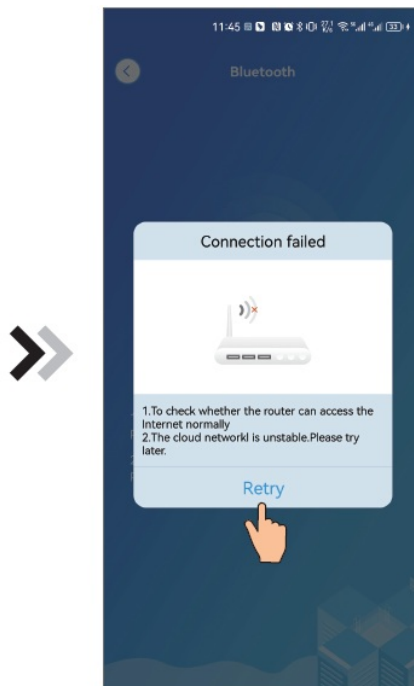 11:45
33
Bluetooth
Connection failed
1.To check whether the router can access the
Internet normally
2.The cloud networkl is unstable.Please try
later.
Retry